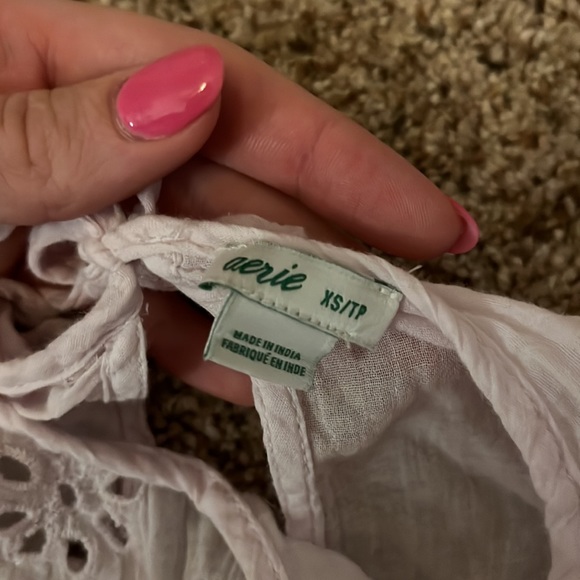 aerie
XS/TP
MADE IN INDIA
FABRIQUÉ EN INDE